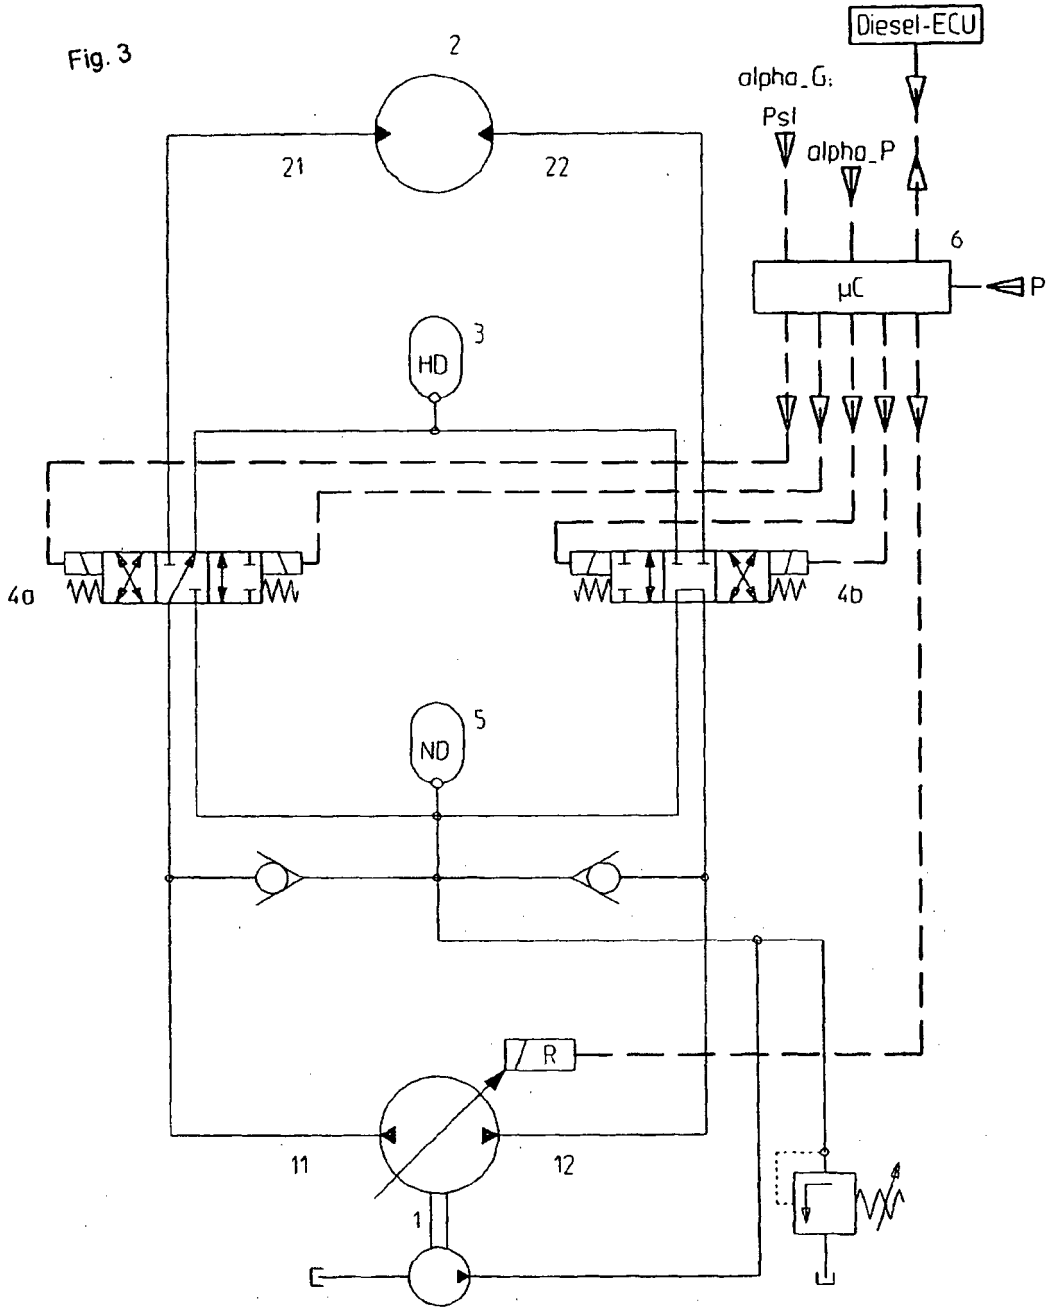 Fig. 3
2
Diesel-ECU
alpha_G;
Psl
alpha_P
21
22
6
µC
P
3
HD
4a
4b
5
ND
R
11
12
1